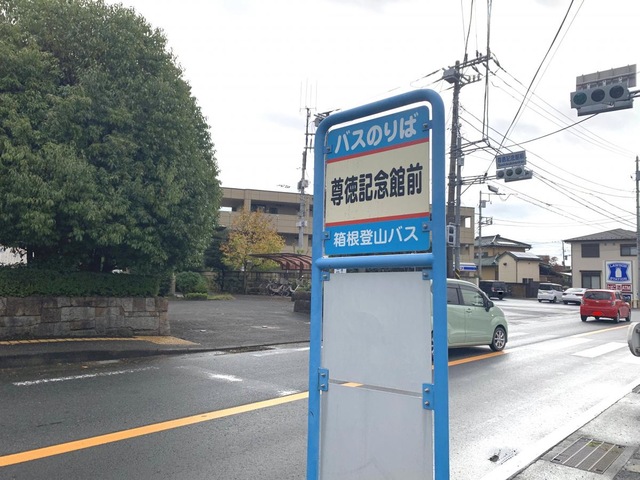 バスのりば
尊徳記念館前
箱根登山バス